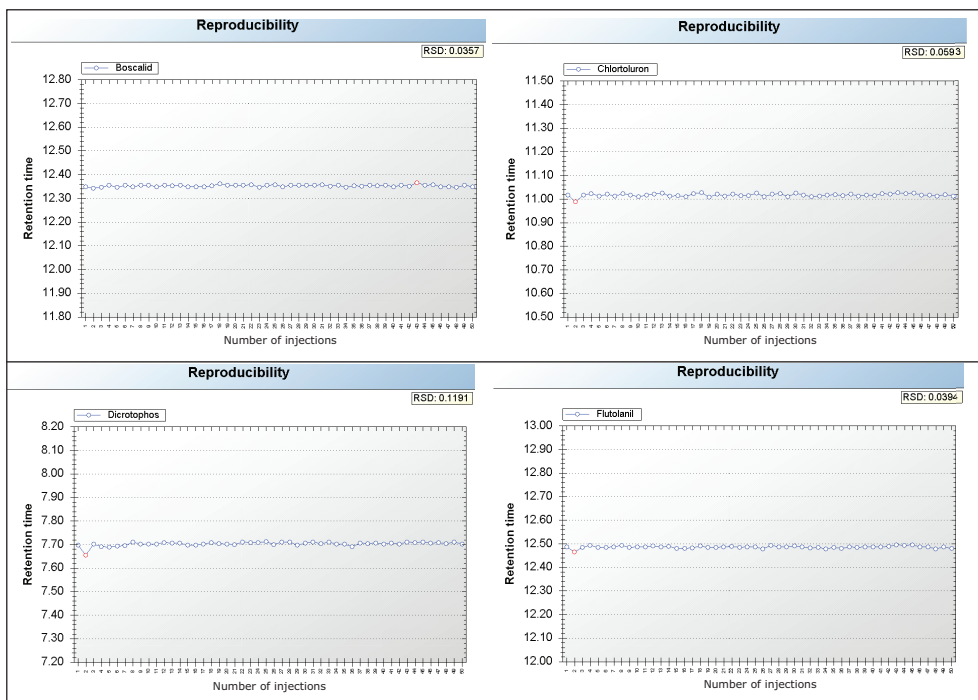 Reproducibility
RSD: 0.0357
Boscalid
Retention time
12.80
12.70
12.60
12.50
12.40
12.30
12.20
12.10
12.00
11.90
11.80
Number of injections
Reproducibility
RSD: 0.0593
Chlortoluron
Retention time
11.50
11.40
11.30
11.20
11.10
11.00
10.90
10.80
10.70
10.60
10.50
Number of injections
Reproducibility
RSD: 0.1191
Dicrotophos
Retention time
8.20
8.10
8.00
7.90
7.80
7.70
7.60
7.50
7.40
7.30
7.20
Number of injections
Reproducibility
RSD: 0.0394
Flutolanil
Retention time
13.00
12.90
12.80
12.70
12.60
12.50
12.40
12.30
12.20
12.10
12.00
Number of injections